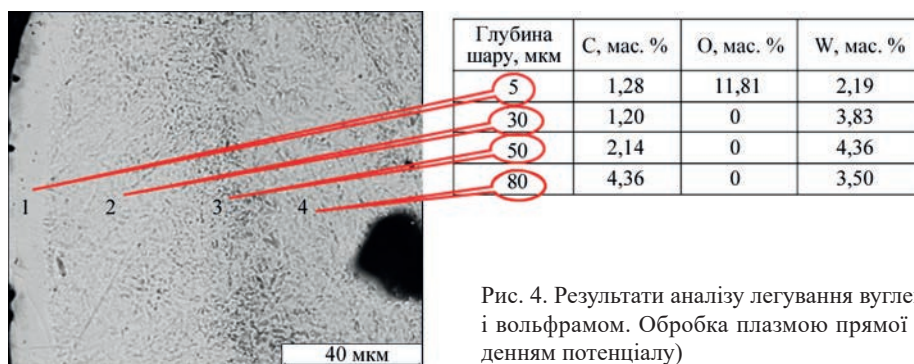 1 2 3 4
40 мкм
Глубина шару, мкм C, мас. % O, мас. % W, мас. %
5 1,28 11,81 2,19
30 1,20 0 3,83
50 2,14 0 4,36
80 4,36 0 3,50
Рис. 4. Результати аналізу легування вугле
і вольфрамом. Обробка плазмою прямої
денням потенціалу)